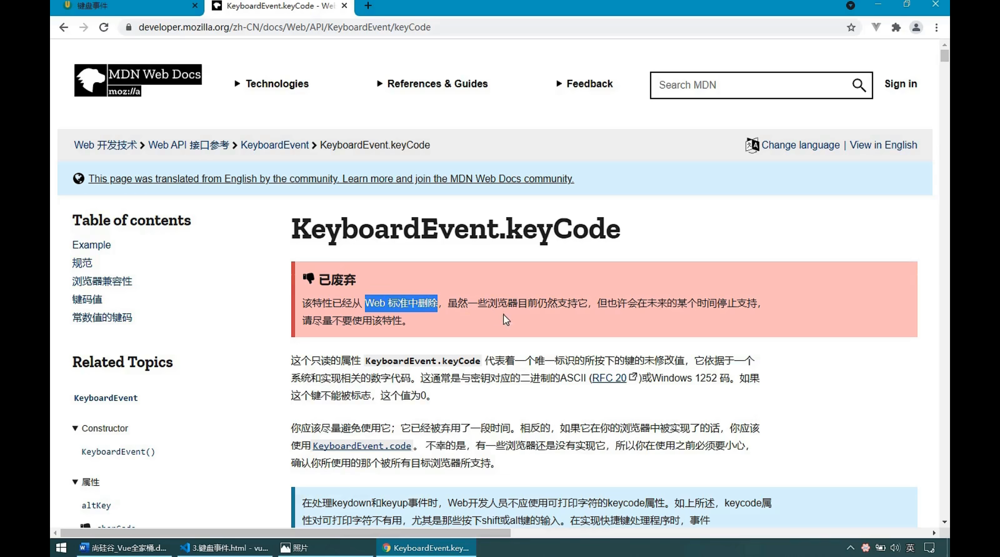 键盘事件
KeyboardEvent.keyCode - We
developer.mozilla.org/zh-CN/docs/Web/API/KeyboardEvent/keyCode
MDN Web Docs
moz://a
Technologies
References & Guides
Feedback
Search MDN
Sign in
Web 开发技术 > Web API 接口参考 > KeyboardEvent > KeyboardEvent.keyCode
Change language | View in English
This page was translated from English by the community. Learn more and join the MDN Web Docs community.
Table of contents
Example
规范
浏览器兼容性
键码值
常数值的键码
Related Topics
KeyboardEvent
Constructor
KeyboardEvent()
属性
altKey
KeyboardEvent.keyCode
已废弃
该特性已经从 Web 标准中删除，虽然一些浏览器目前仍然支持它，但也许会在未来的某个时间停止支持，
请尽量不要使用该特性。
这个只读的属性 KeyboardEvent.keyCode 代表着一个唯一标识的所按下的键的未修改值，它依据于一个
系统和实现相关的数字代码。这通常是与密钥对应的二进制的ASCII (RFC 20)或Windows 1252 码。如果
这个键不能被标志，这个值为0。
你应该尽量避免使用它；它已经被弃用了一段时间。相反的，如果它在你的浏览器中被实现了的话，你应该
使用KeyboardEvent.code。 不幸的是，有一些浏览器还是没有实现它，所以你在使用之前必须要小心，
确认你所使用的那个被所有目标浏览器所支持。
在处理keydown和keyup事件时，Web开发人员不应使用可打印字符的keycode属性。如上所述，keycode属
性对可打印字符不有用，尤其是那些按下shift或alt键的输入。在实现快捷键处理程序时，事件
尚硅谷_Vue全家桶.d...
3.键盘事件.html - vu...
照片
KeyboardEvent.key...
英